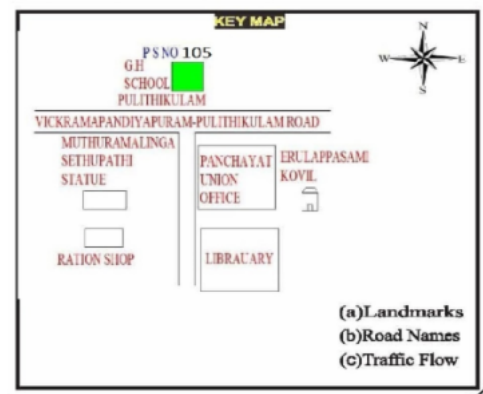 KEY MAP
N
P S NO 105
G.H
SCHOOL
PULITHIKULAM
W
E
S
VICKRAMAPANDIYAPURAM-PULITHIKULAM ROAD
MUTHURAMALINGA
SETHUPATHI
STATUE
PANCHAYAT
UNION
OFFICE
ERULAPPASAMI
KOVIL
RATION SHOP
LIBRAUARY
(a)Landmarks
(b)Road Names
(c)Traffic Flow